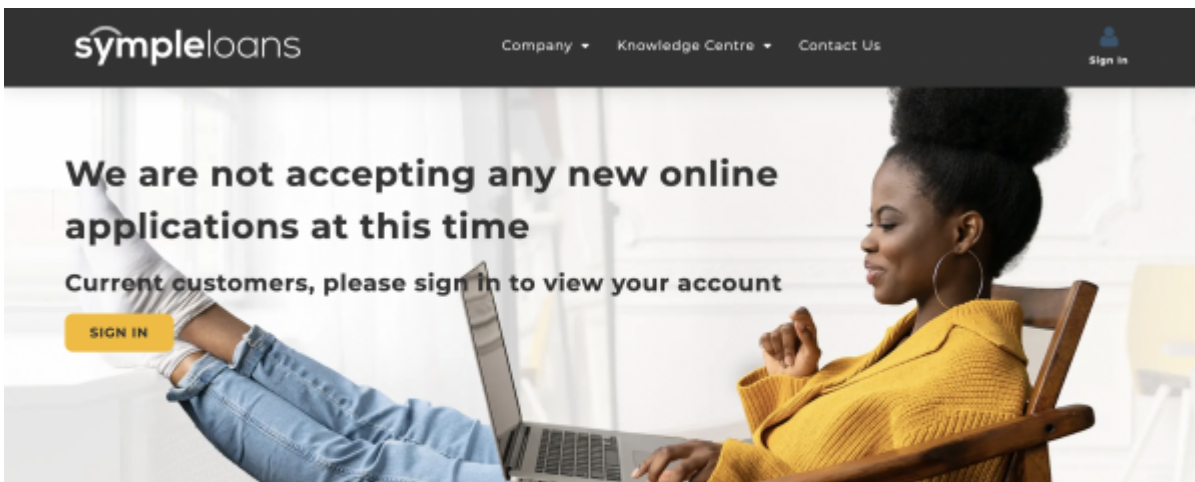 sympleloans
Company
Knowledge Centre
Contact Us
Sign In
We are not accepting any new online
applications at this time
Current customers, please sign in to view your account
SIGN IN